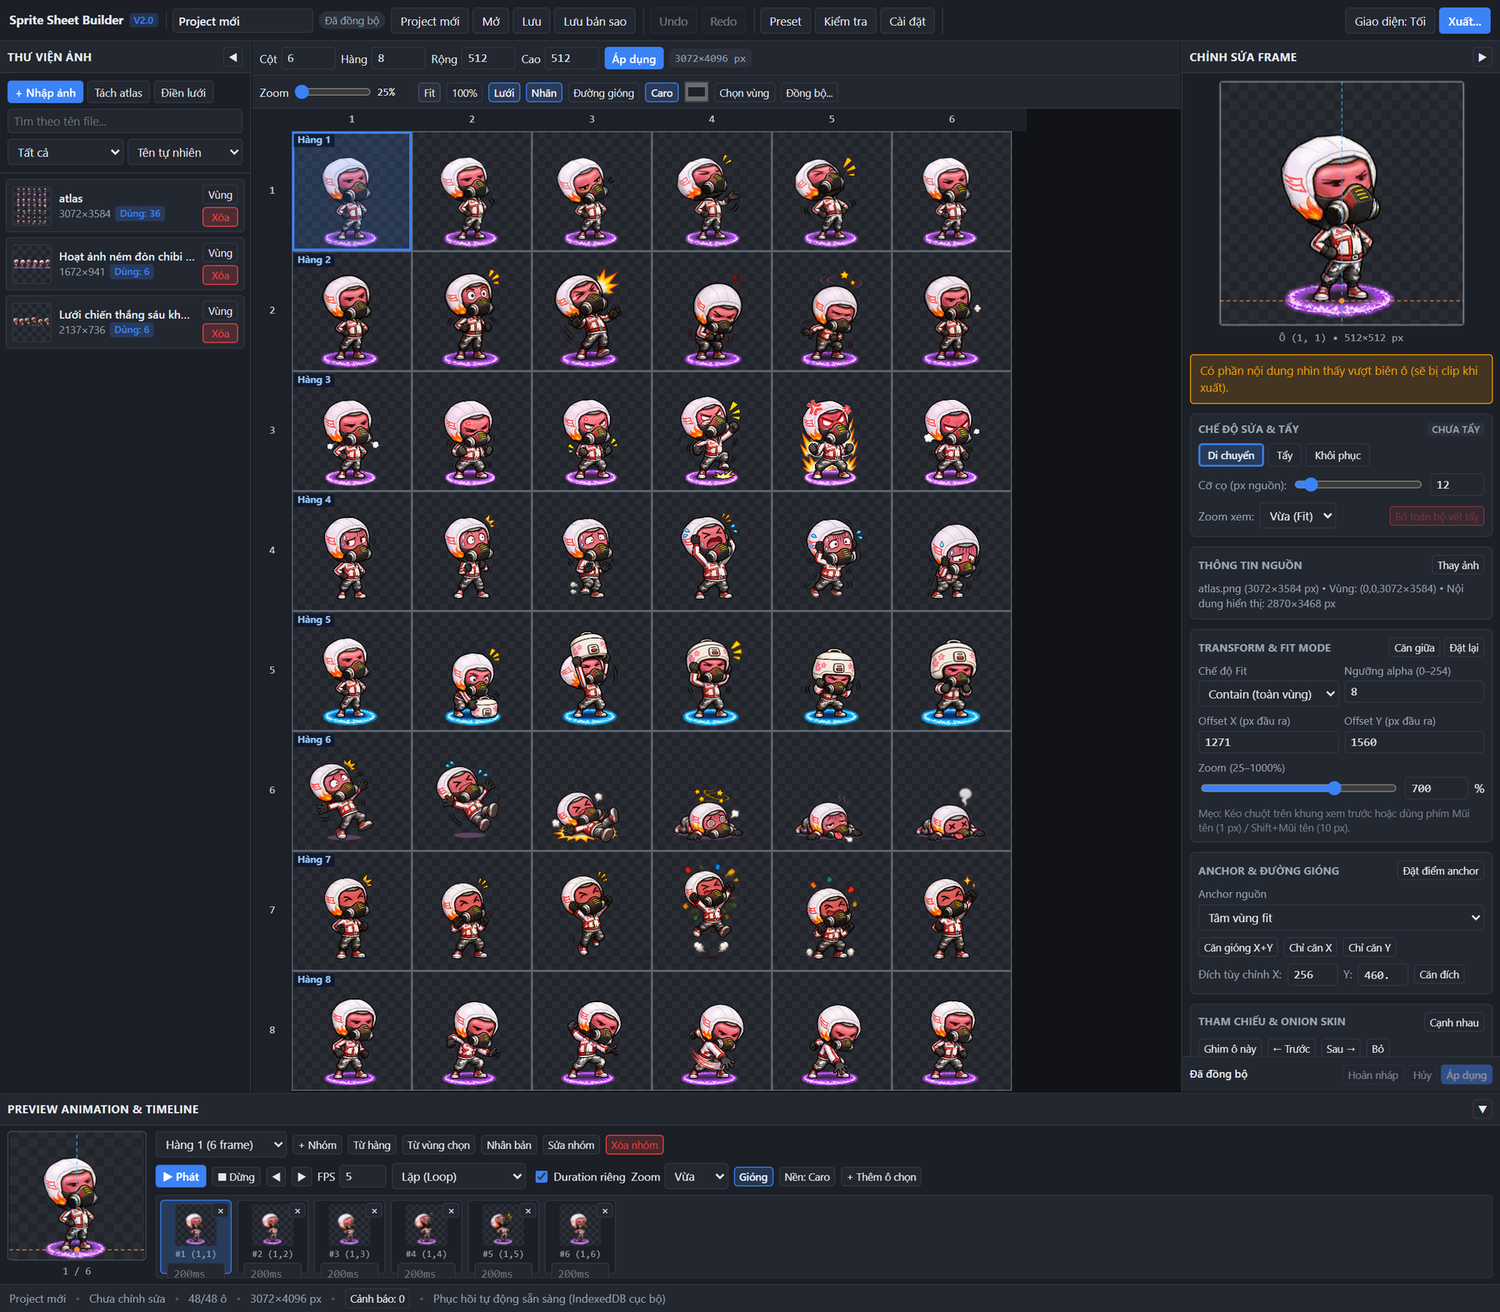 Sprite Sheet Builder V2.0 Project mới Đã đồng bộ Project mới Mở Lưu Lưu bản sao Undo Redo Preset Kiểm tra Cài đặt Giao diện: Tối Xuất...
THƯ VIỆN ẢNH ◀
+ Nhập ảnh Tách atlas Điền lưới
Tìm theo tên file...
Tất cả Tên tự nhiên
atlas Vùng
3072×3584 Dùng: 36 Xóa
Hoạt ảnh ném đòn chibi ... Vùng
1672×941 Dùng: 6 Xóa
Lưới chiến thắng sáu kh... Vùng
2137×736 Dùng: 6 Xóa
Cột 6 Hàng 8 Rộng 512 Cao 512 Áp dụng 3072×4096 px
Zoom 25% Fit 100% Lưới Nhãn Đường gióng Caro Chọn vùng Đồng bộ...
1 2 3 4 5 6
Hàng 1
1
Hàng 2
2
Hàng 3
3
Hàng 4
4
Hàng 5
5
Hàng 6
6
Hàng 7
7
Hàng 8
8
CHỈNH SỬA FRAME ▶
Ô (1, 1) • 512×512 px
Có phần nội dung nhìn thấy vượt biên ô (sẽ bị clip khi
xuất).
CHẾ ĐỘ SỬA & TẨY CHƯA TẨY
Di chuyển Tẩy Khôi phục
Cỡ cọ (px nguồn): 12
Zoom xem: Vừa (Fit) Bỏ toàn bộ vết tẩy
THÔNG TIN NGUỒN Thay ảnh
atlas.png (3072×3584 px) • Vùng: (0,0,3072×3584) • Nội
dung hiển thị: 2870×3468 px
TRANSFORM & FIT MODE Căn giữa Đặt lại
Chế độ Fit Ngưỡng alpha (0–254)
Contain (toàn vùng) 8
Offset X (px đầu ra) Offset Y (px đầu ra)
1271 1560
Zoom (25–1000%)
700 %
Mẹo: Kéo chuột trên khung xem trước hoặc dùng phím Mũi
tên (1 px) / Shift+Mũi tên (10 px).
ANCHOR & ĐƯỜNG GIÓNG Đặt điểm anchor
Anchor nguồn
Tâm vùng fit
Căn gióng X+Y Chỉ căn X Chỉ căn Y
Đích tùy chỉnh X: 256 Y: 460. Căn đích
THAM CHIẾU & ONION SKIN Cạnh nhau
Ghim ô này ← Trước Sau → Bỏ
Đã đồng bộ Hoàn nháp Hủy Áp dụng
PREVIEW ANIMATION & TIMELINE ▼
Hàng 1 (6 frame) + Nhóm Từ hàng Từ vùng chọn Nhân bản Sửa nhóm Xóa nhóm
▶ Phát ■ Dừng ◀ ▶ FPS 5 Lặp (Loop) Duration riêng Zoom Vừa Gióng Nền: Caro + Thêm ô chọn
× × × × × ×
#1 (1,1) #2 (1,2) #3 (1,3) #4 (1,4) #5 (1,5) #6 (1,6)
200ms 200ms 200ms 200ms 200ms 200ms
1 / 6
Project mới • Chưa chỉnh sửa • 48/48 ô • 3072×4096 px • Cảnh báo: 0 • Phục hồi tự động sẵn sàng (IndexedDB cục bộ)